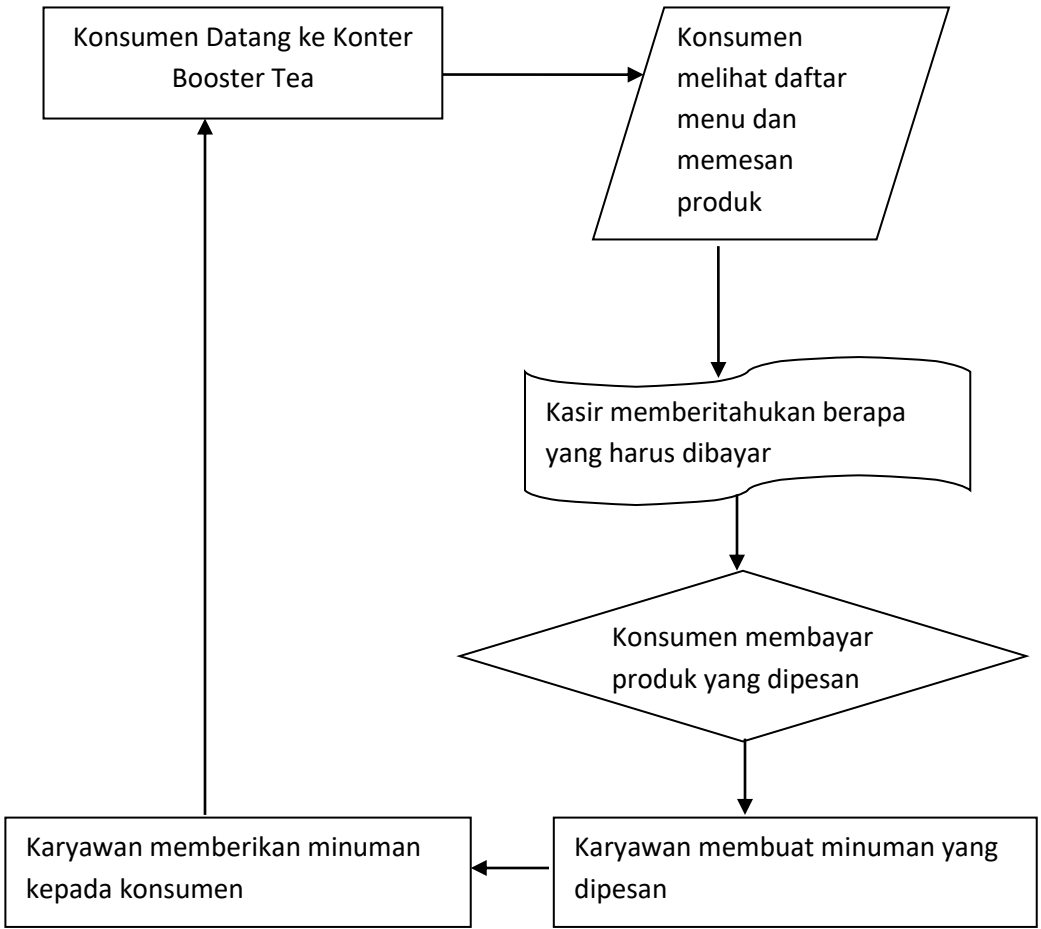 Konsumen Datang ke Konter
Booster Tea
Konsumen
melihat daftar
menu dan
memesan
produk
Kasir memberitahukan berapa
yang harus dibayar
Konsumen membayar
produk yang dipesan
Karyawan membuat minuman yang
dipesan
Karyawan memberikan minuman
kepada konsumen